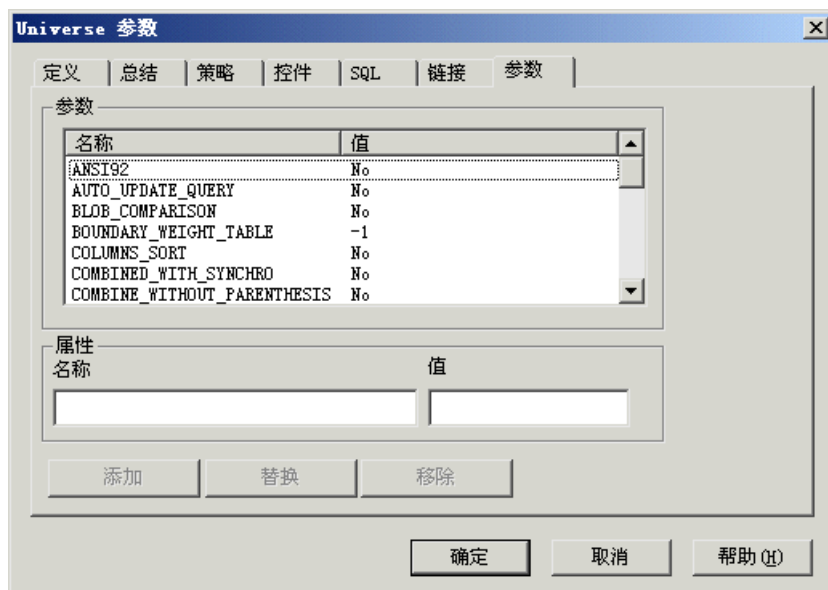 Universe 参数
定义 总结 策略 控件 SQL 链接 参数
参数
名称 值
ANSI92 No
AUTO_UPDATE_QUERY No
BLOB_COMPARISON No
BOUNDARY_WEIGHT_TABLE -1
COLUMNS_SORT No
COMBINED_WITH_SYNCHRO No
COMBINE_WITHOUT_PARENTHESIS No
属性
名称 值
添加 替换 移除
确定 取消 帮助(H)